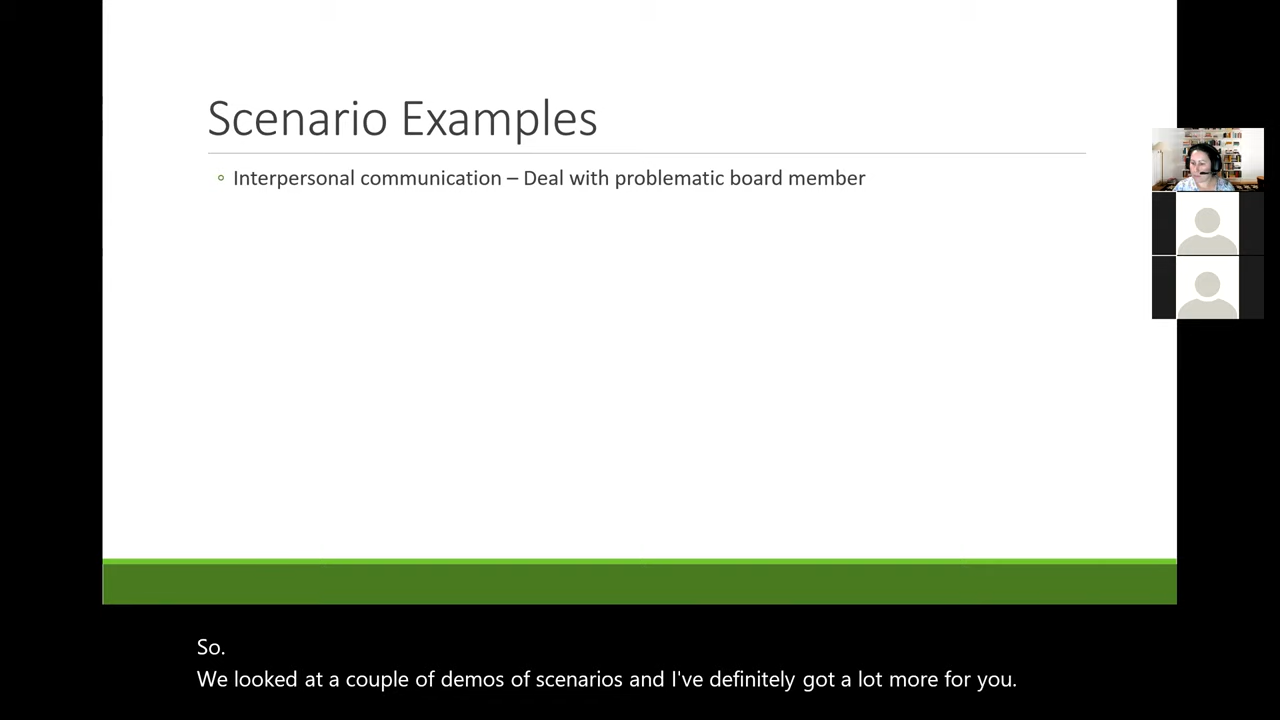 Scenario Examples
◦ Interpersonal communication – Deal with problematic board member
So.
We looked at a couple of demos of scenarios and I've definitely got a lot more for you.